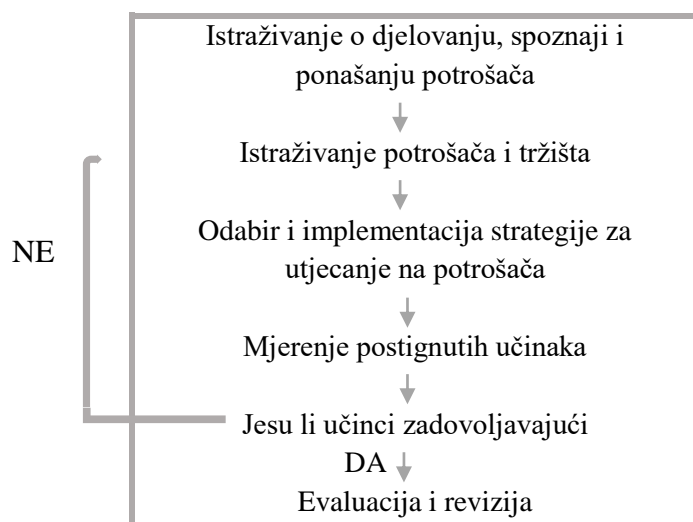 Istraživanje o djelovanju, spoznaji i
ponašanju potrošača
Istraživanje potrošača i tržišta
Odabir i implementacija strategije za
utjecanje na potrošača
NE
Mjerenje postignutih učinaka
Jesu li učinci zadovoljavajući
DA
Evaluacija i revizija